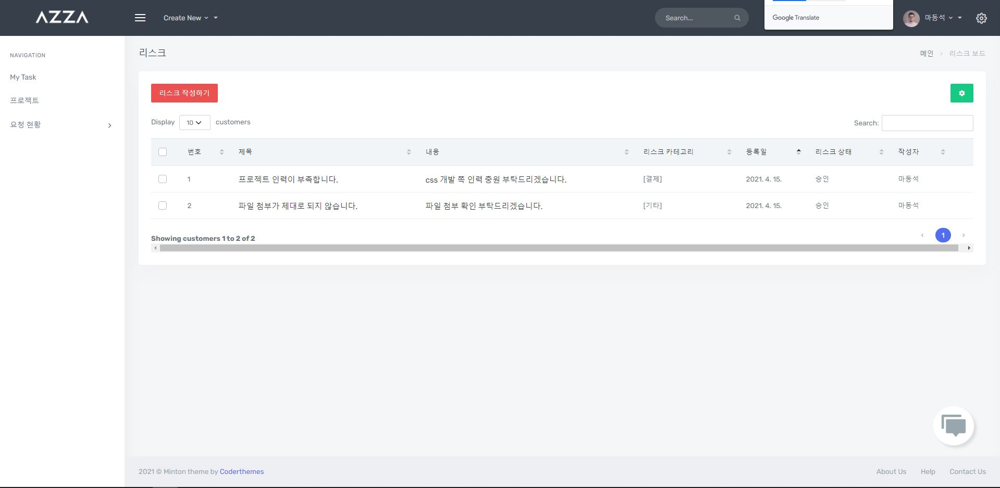 AZZA
Create New
Search...
Google Translate
마동석
NAVIGATION
My Task
프로젝트
요청 현황
리스크
메인 > 리스크 보드
리스크 작성하기
Display 10 customers
Search:
번호 제목 내용 리스크 카테고리 등록일 리스크 상태 작성자
1 프로젝트 인력이 부족합니다. css 개발 쪽 인력 충원 부탁드리겠습니다. [결제] 2021. 4. 15. 승인 마동석
2 파일 첨부가 제대로 되지 않습니다. 파일 첨부 확인 부탁드리겠습니다. [기타] 2021. 4. 15. 승인 마동석
Showing customers 1 to 2 of 2
‹ 1 ›
2021 © Minton theme by Coderthemes
About Us Help Contact Us